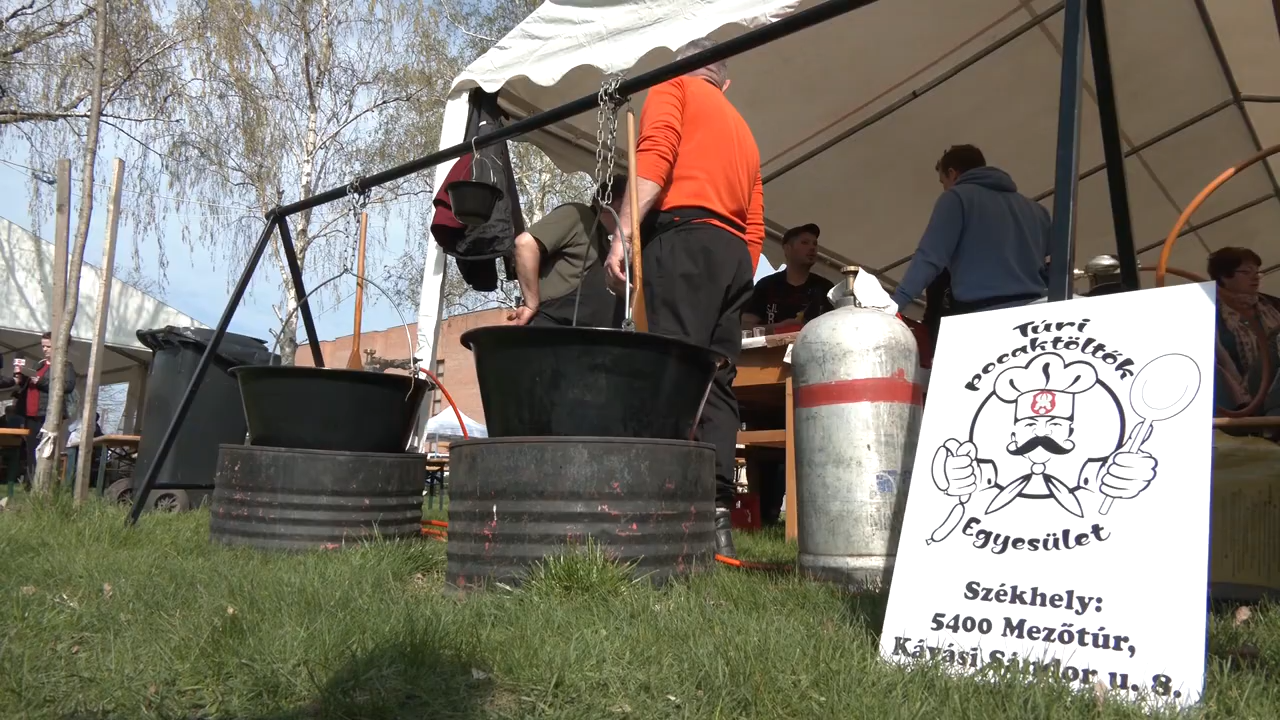 Túri
pocaktöltők
Egyesület
Székhely:
5400 Mezőtúr,
Kávási Sándor u. 8.